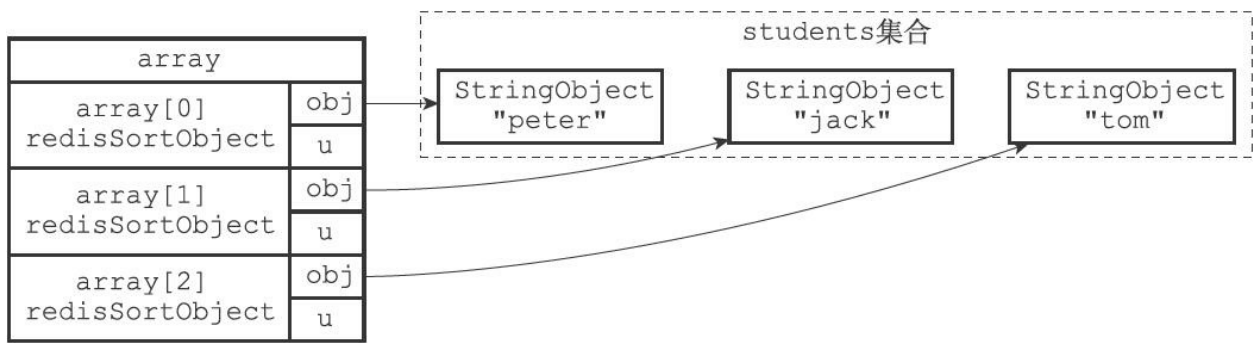 array
array[0]
redisSortObject
obj
u
array[1]
redisSortObject
obj
u
array[2]
redisSortObject
obj
u
students集合
StringObject
"peter"
StringObject
"jack"
StringObject
"tom"